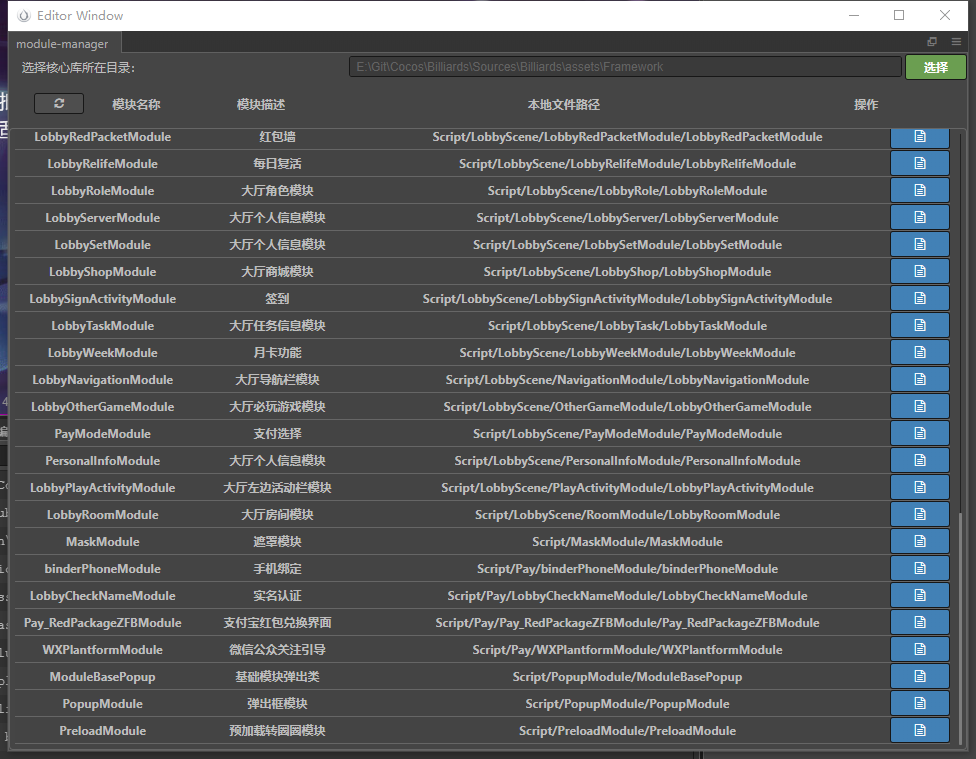 Editor Window
module-manager
选择核心库所在目录: E:\Git\Cocos\Billiards\Sources\Billiards\assets\Framework 选择
模块名称 模块描述 本地文件路径 操作
LobbyRedPacketModule 红包墙 Script/LobbyScene/LobbyRedPacketModule/LobbyRedPacketModule
LobbyRelifeModule 每日复活 Script/LobbyScene/LobbyRelifeModule/LobbyRelifeModule
LobbyRoleModule 大厅角色模块 Script/LobbyScene/LobbyRole/LobbyRoleModule
LobbyServerModule 大厅个人信息模块 Script/LobbyScene/LobbyServer/LobbyServerModule
LobbySetModule 大厅个人信息模块 Script/LobbyScene/LobbySetModule/LobbySetModule
LobbyShopModule 大厅商城模块 Script/LobbyScene/LobbyShop/LobbyShopModule
LobbySignActivityModule 签到 Script/LobbyScene/LobbySignActivityModule/LobbySignActivityModule
LobbyTaskModule 大厅任务信息模块 Script/LobbyScene/LobbyTask/LobbyTaskModule
LobbyWeekModule 月卡功能 Script/LobbyScene/LobbyWeekModule/LobbyWeekModule
LobbyNavigationModule 大厅导航栏模块 Script/LobbyScene/NavigationModule/LobbyNavigationModule
LobbyOtherGameModule 大厅必玩游戏模块 Script/LobbyScene/OtherGameModule/LobbyOtherGameModule
PayModeModule 支付选择 Script/LobbyScene/PayModeModule/PayModeModule
PersonalInfoModule 大厅个人信息模块 Script/LobbyScene/PersonalInfoModule/PersonalInfoModule
LobbyPlayActivityModule 大厅左边活动栏模块 Script/LobbyScene/PlayActivityModule/LobbyPlayActivityModule
LobbyRoomModule 大厅房间模块 Script/LobbyScene/RoomModule/LobbyRoomModule
MaskModule 遮罩模块 Script/MaskModule/MaskModule
binderPhoneModule 手机绑定 Script/Pay/binderPhoneModule/binderPhoneModule
LobbyCheckNameModule 实名认证 Script/Pay/LobbyCheckNameModule/LobbyCheckNameModule
Pay_RedPackageZFBModule 支付宝红包兑换界面 Script/Pay/Pay_RedPackageZFBModule/Pay_RedPackageZFBModule
WXPlantformModule 微信公众关注引导 Script/Pay/WXPlantformModule/WXPlantformModule
ModuleBasePopup 基础模块弹出类 Script/PopupModule/ModuleBasePopup
PopupModule 弹出框模块 Script/PopupModule/PopupModule
PreloadModule 预加载转圆圆模块 Script/PreloadModule/PreloadModule